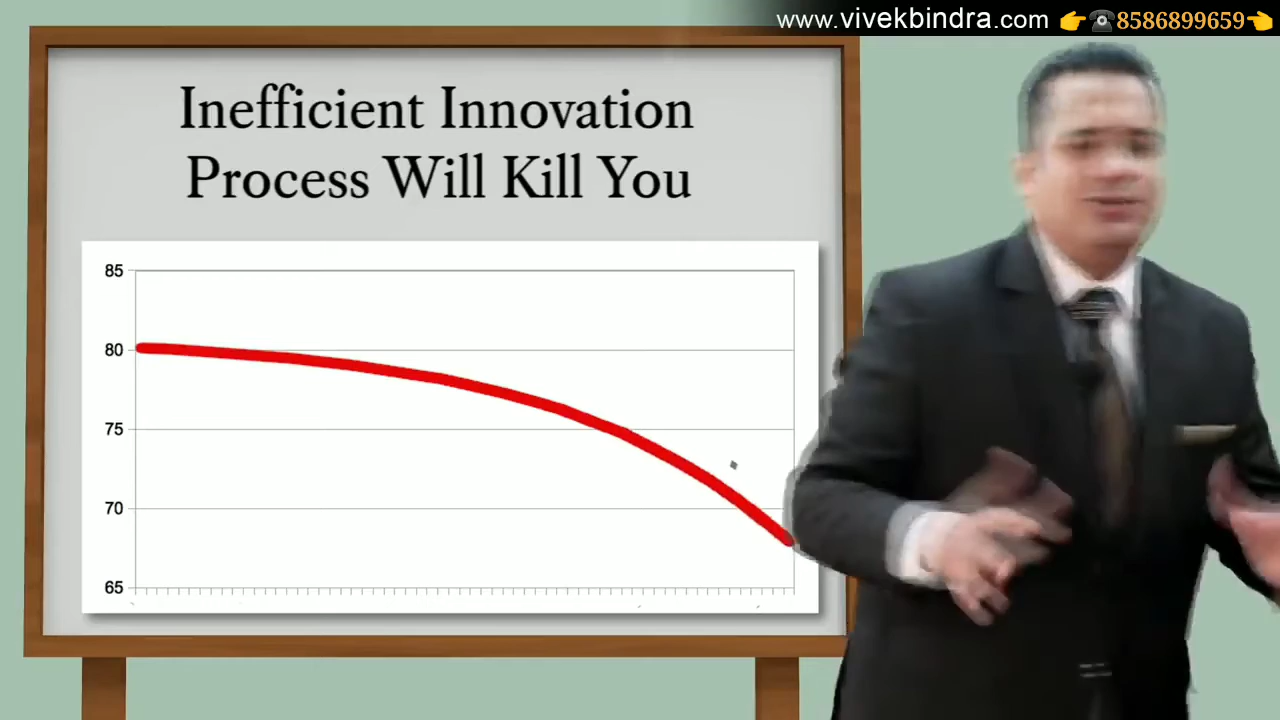 www.vivekbindra.com 👉☎8586899659👈
Inefficient Innovation
Process Will Kill You
85
80
75
70
65